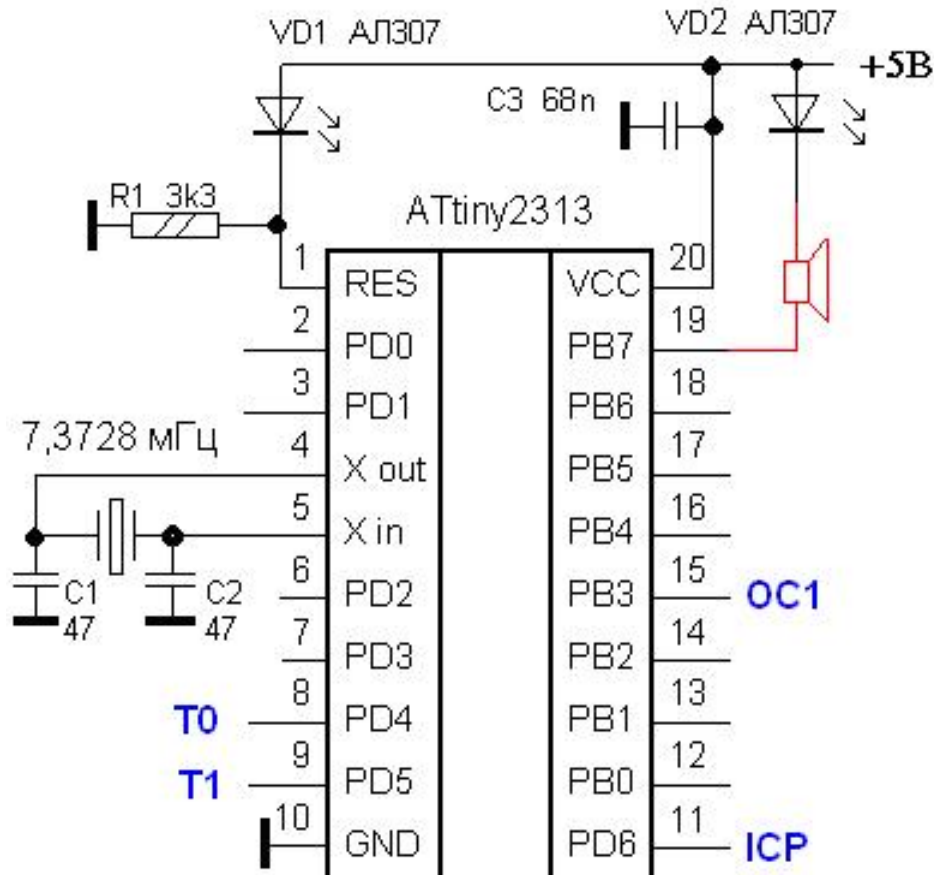 VD1 АЛ307
VD2 АЛ307
+5В
C3 68n
R1 3k3
ATtiny2313
1 RES
VCC 20
2 PD0
PB7 19
3 PD1
PB6 18
7,3728 мГц
4 X out
PB5 17
5 X in
PB4 16
C1 47
C2 47
6 PD2
PB3 15 OC1
7 PD3
PB2 14
T0 8 PD4
PB1 13
T1 9 PD5
PB0 12
10 GND
PD6 11 ICP